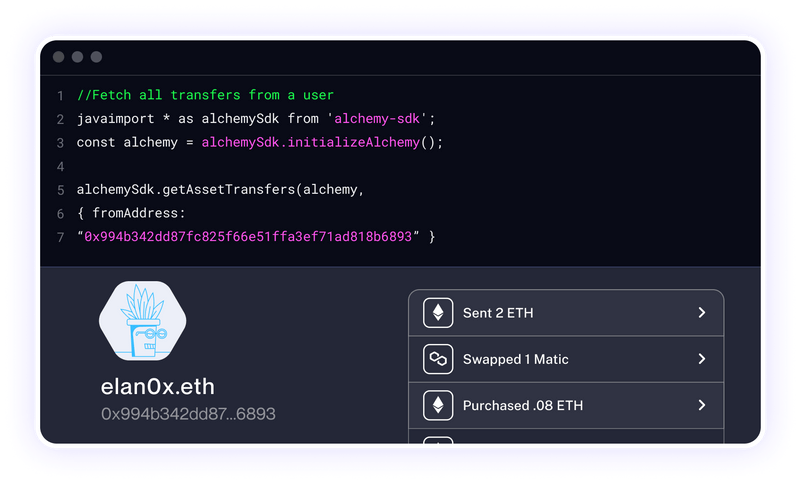 1 //Fetch all transfers from a user
2 javaimport * as alchemySdk from 'alchemy-sdk';
3 const alchemy = alchemySdk.initializeAlchemy();
4
5 alchemySdk.getAssetTransfers(alchemy,
6 { fromAddress:
7 “0x994b342dd87fc825f66e51ffa3ef71ad818b6893” }
elan0x.eth
0x994b342dd87...6893
Sent 2 ETH
Swapped 1 Matic
Purchased .08 ETH